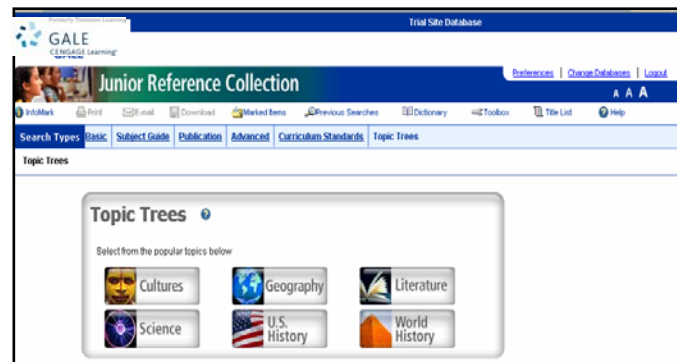 Formerly Thomson Learning
Trial Site Database
GALE
CENGAGE Learning
Preferences | Change Databases | Logout
Junior Reference Collection
A A A
InfoMark Print E-mail Download Marked Items Previous Searches Dictionary Toolbox Title List Help
Search Types Basic Subject Guide Publication Advanced Curriculum Standards Topic Trees
Topic Trees
Topic Trees
Select from the popular topics below
Cultures Geography Literature
Science U.S. History World History